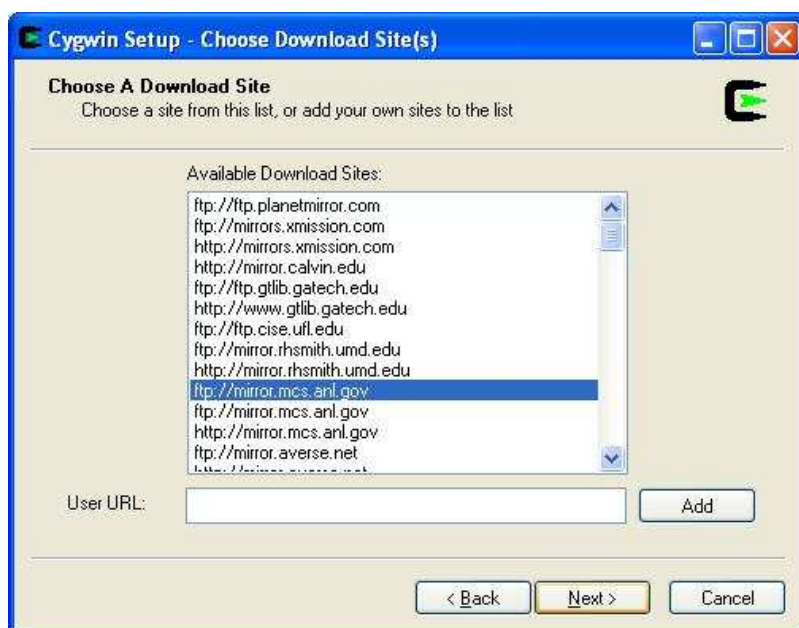 Cygwin Setup - Choose Download Site(s)
Choose A Download Site
Choose a site from this list, or add your own sites to the list
Available Download Sites:
ftp://ftp.planetmirror.com
ftp://mirrors.xmission.com
http://mirrors.xmission.com
http://mirror.calvin.edu
ftp://ftp.gtlib.gatech.edu
http://www.gtlib.gatech.edu
ftp://ftp.cise.ufl.edu
ftp://mirror.rhsmith.umd.edu
http://mirror.rhsmith.umd.edu
ftp://mirror.mcs.anl.gov
ftp://mirror.mcs.anl.gov
http://mirror.mcs.anl.gov
ftp://mirror.averse.net
User URL:
Add
< Back
Next >
Cancel